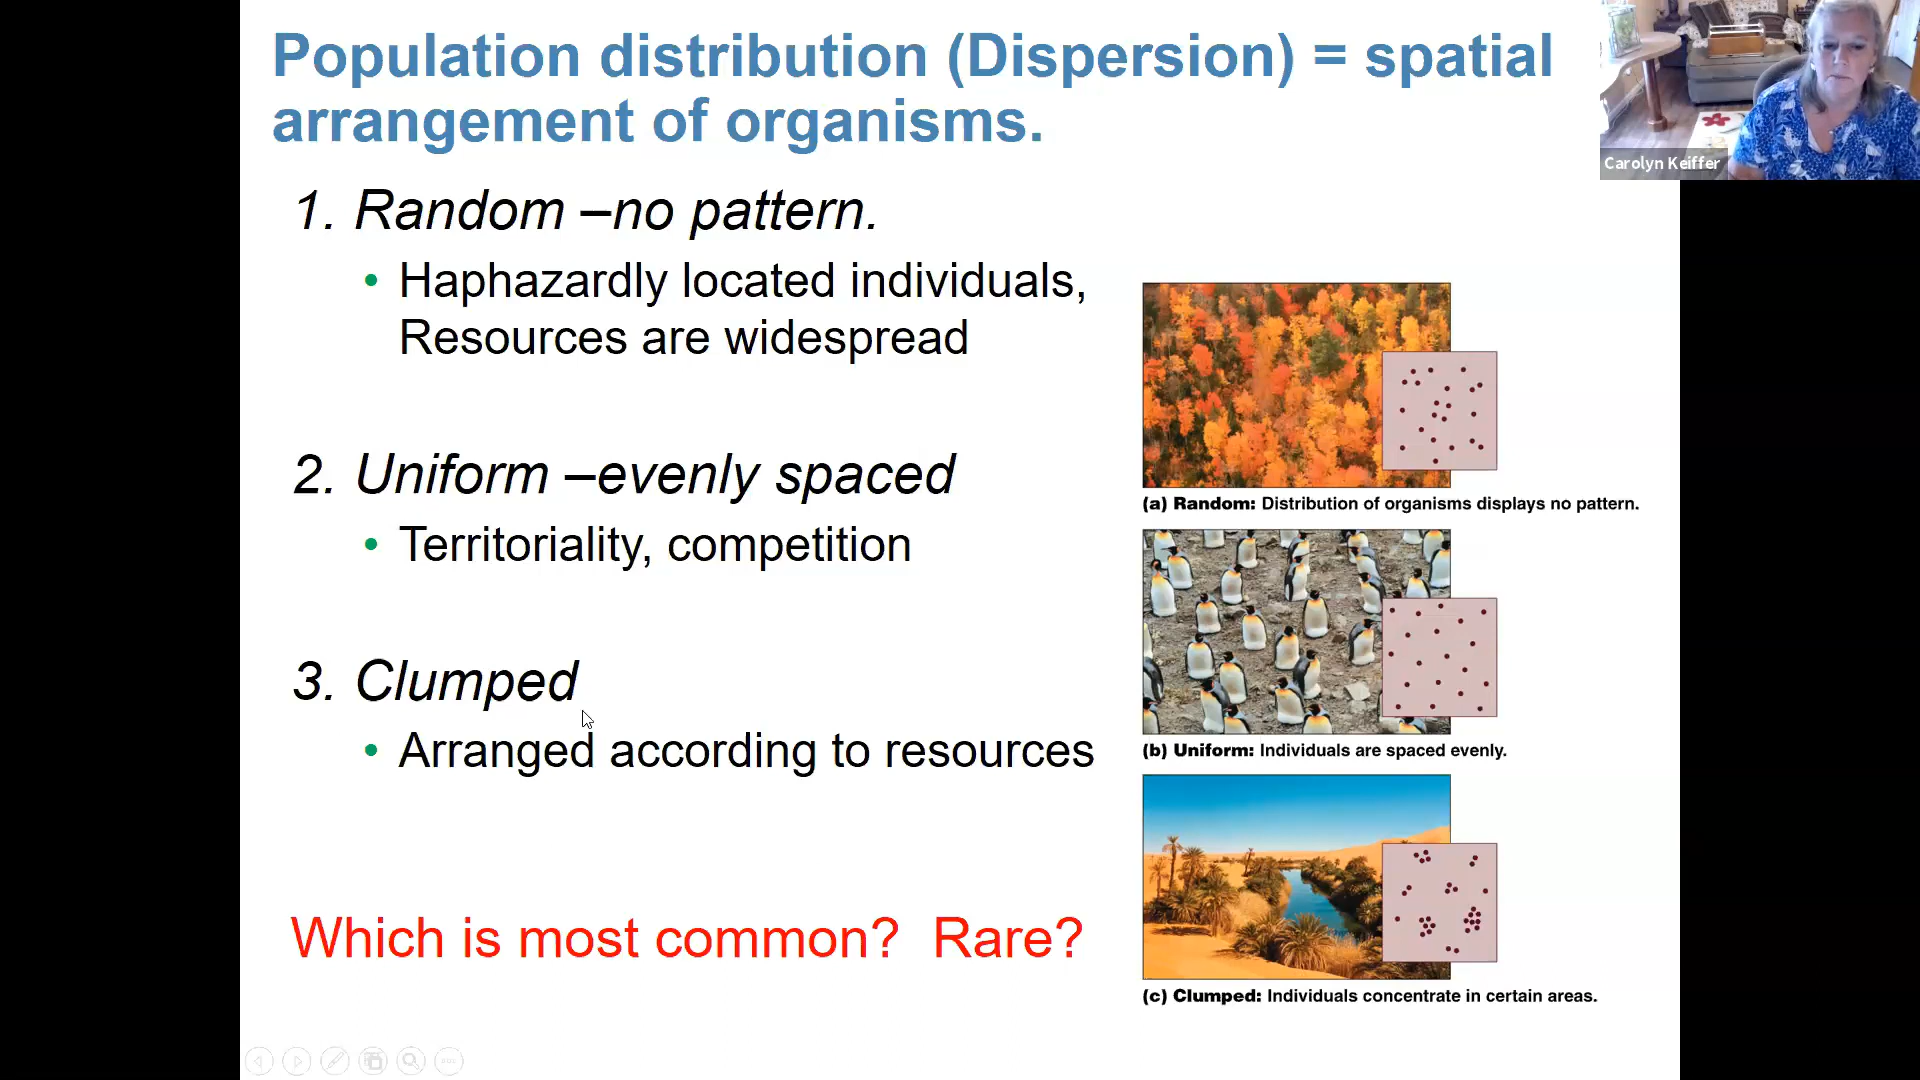 Population distribution (Dispersion) = spatial
arrangement of organisms.
Carolyn Keiffer
1. Random –no pattern.
• Haphazardly located individuals,
Resources are widespread
2. Uniform –evenly spaced
• Territoriality, competition
3. Clumped
• Arranged according to resources
Which is most common? Rare?
(a) Random: Distribution of organisms displays no pattern.
(b) Uniform: Individuals are spaced evenly.
(c) Clumped: Individuals concentrate in certain areas.